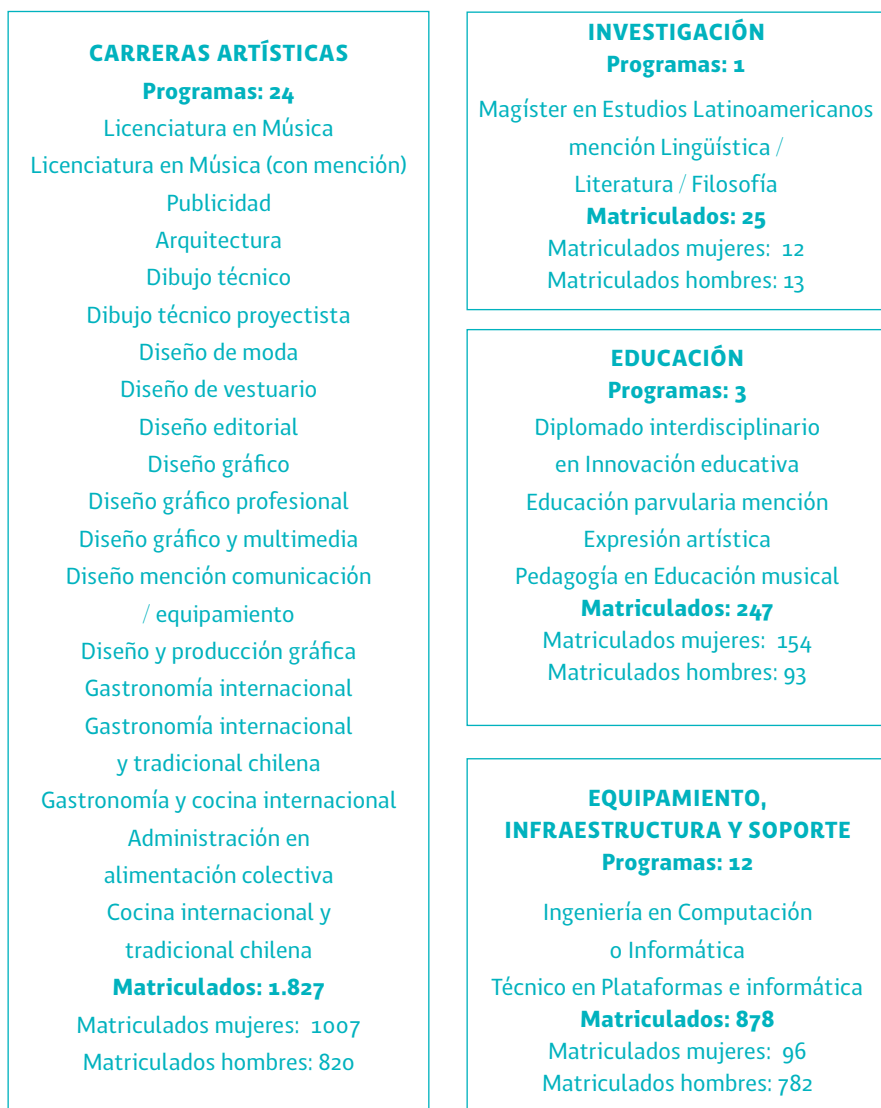 CARRERAS ARTÍSTICAS
Programas: 24
Licenciatura en Música
Licenciatura en Música (con mención)
Publicidad
Arquitectura
Dibujo técnico
Dibujo técnico proyectista
Diseño de moda
Diseño de vestuario
Diseño editorial
Diseño gráfico
Diseño gráfico profesional
Diseño gráfico y multimedia
Diseño mención comunicación
/ equipamiento
Diseño y producción gráfica
Gastronomía internacional
Gastronomía internacional
y tradicional chilena
Gastronomía y cocina internacional
Administración en
alimentación colectiva
Cocina internacional y
tradicional chilena
Matriculados: 1.827
Matriculados mujeres: 1007
Matriculados hombres: 820
INVESTIGACIÓN
Programas: 1
Magíster en Estudios Latinoamericanos
mención Lingüística /
Literatura / Filosofía
Matriculados: 25
Matriculados mujeres: 12
Matriculados hombres: 13
EDUCACIÓN
Programas: 3
Diplomado interdisciplinario
en Innovación educativa
Educación parvularia mención
Expresión artística
Pedagogía en Educación musical
Matriculados: 247
Matriculados mujeres: 154
Matriculados hombres: 93
EQUIPAMIENTO,
INFRAESTRUCTURA Y SOPORTE
Programas: 12
Ingeniería en Computación
o Informática
Técnico en Plataformas e informática
Matriculados: 878
Matriculados mujeres: 96
Matriculados hombres: 782